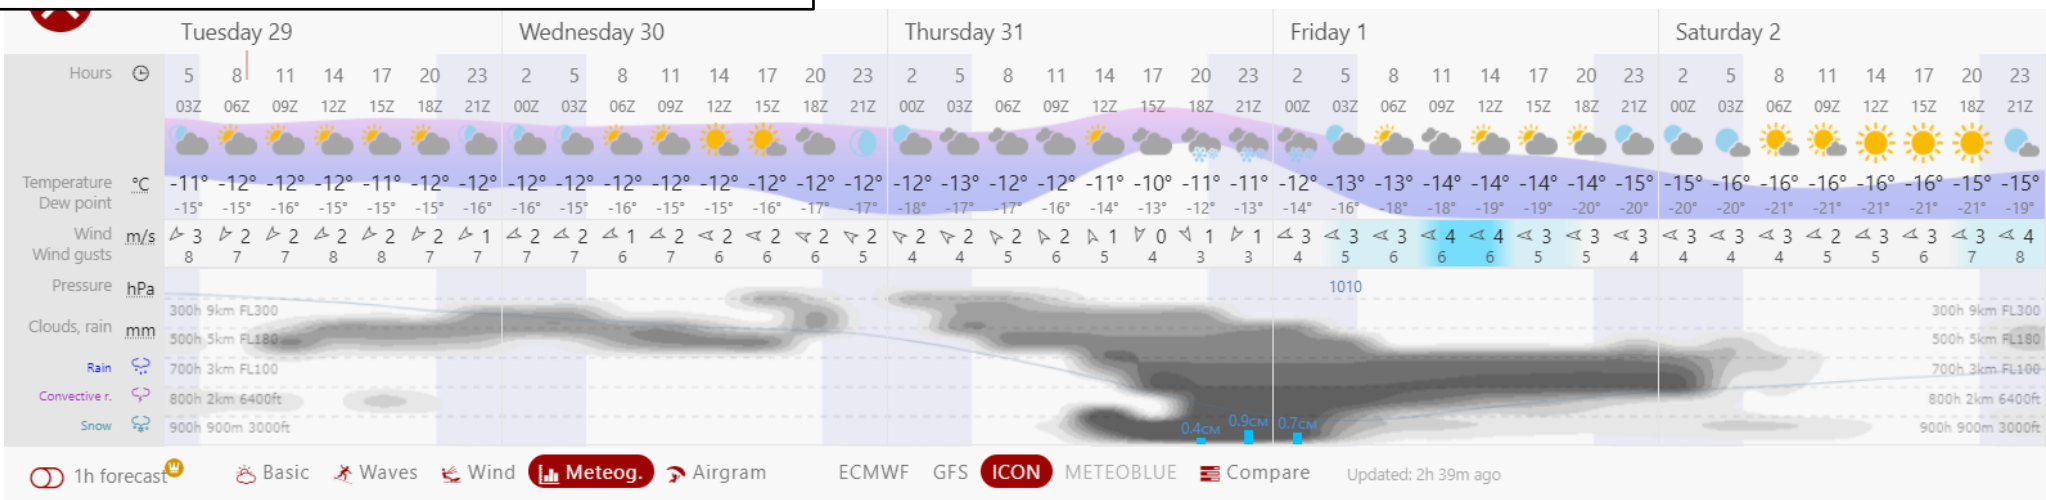 Tuesday 29 Wednesday 30 Thursday 31 Friday 1 Saturday 2
Hours 5 8 11 14 17 20 23 2 5 8 11 14 17 20 23 2 5 8 11 14 17 20 23 2 5 8 11 14 17 20 23 2 5 8 11 14 17 20 23
03Z 06Z 09Z 12Z 15Z 18Z 21Z 00Z 03Z 06Z 09Z 12Z 15Z 18Z 21Z 00Z 03Z 06Z 09Z 12Z 15Z 18Z 21Z 00Z 03Z 06Z 09Z 12Z 15Z 18Z 21Z 00Z 03Z 06Z 09Z 12Z 15Z 18Z 21Z
Temperature °C -11° -12° -12° -12° -11° -12° -12° -12° -12° -12° -12° -12° -12° -12° -12° -12° -13° -12° -12° -11° -10° -11° -11° -12° -13° -13° -14° -14° -14° -14° -15° -15° -16° -16° -16° -16° -16° -15° -15°
Dew point -15° -15° -16° -15° -15° -15° -16° -16° -15° -16° -15° -15° -16° -17° -17° -18° -17° -17° -16° -14° -13° -12° -13° -14° -16° -18° -18° -19° -19° -20° -20° -20° -20° -21° -21° -21° -21° -21° -19°
Wind m/s 3 2 2 2 2 2 1 2 2 1 2 2 2 2 2 2 2 2 2 1 0 1 1 3 3 3 4 4 3 3 3 3 3 3 2 3 3 3 4
Wind gusts 8 7 7 8 8 7 7 7 7 6 7 6 6 6 5 4 4 5 6 5 4 3 3 4 5 6 6 6 5 5 4 4 4 4 5 5 6 7 8
Pressure hPa 1010
300h 9km FL300 300h 9km FL300
Clouds, rain mm
500h 5km FL180 500h 5km FL180
Rain 700h 3km FL100 700h 3km FL100
Convective r. 800h 2km 6400ft 800h 2km 6400ft
Snow 900h 900m 3000ft 0.4см 0.9см 0.7см 900h 900m 3000ft
1h forecast Basic Waves Wind Meteog. Airgram ECMWF GFS ICON METEOBLUE Compare Updated: 2h 39m ago